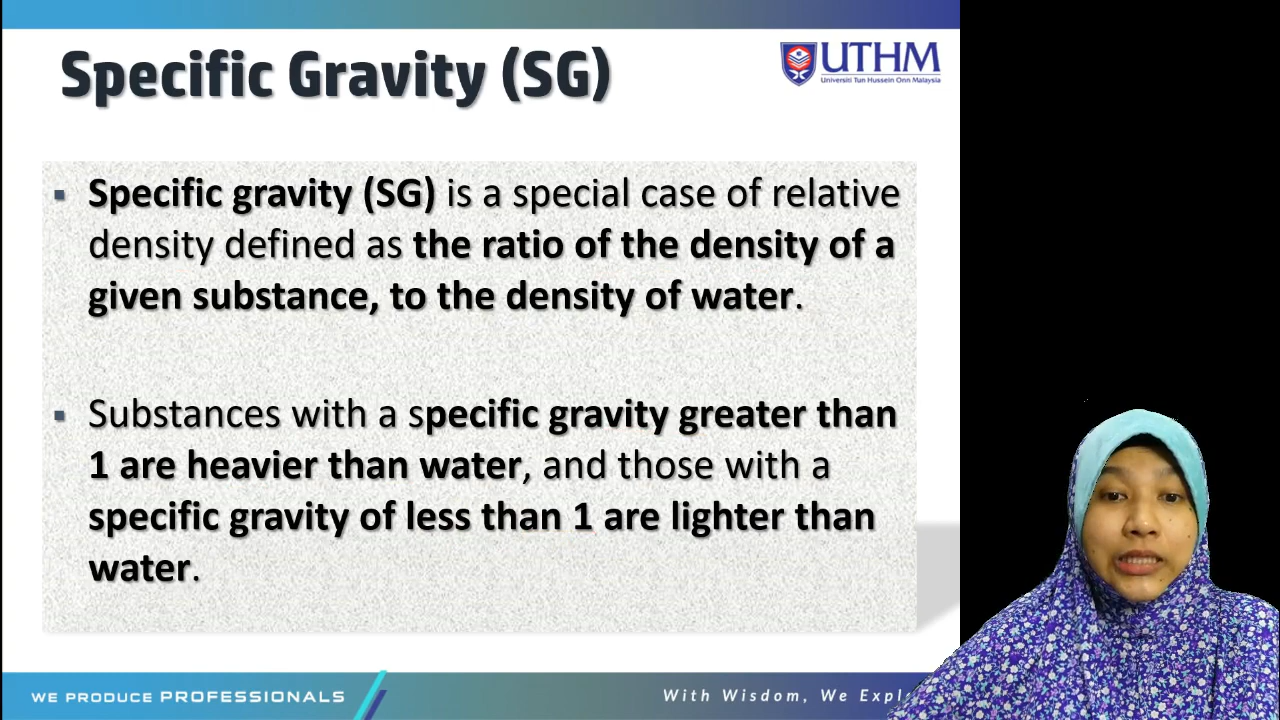 Specific Gravity (SG)
UTHM
Universiti Tun Hussein Onn Malaysia
▪ Specific gravity (SG) is a special case of relative
density defined as the ratio of the density of a
given substance, to the density of water.
▪ Substances with a specific gravity greater than
1 are heavier than water, and those with a
specific gravity of less than 1 are lighter than
water.
WE PRODUCE PROFESSIONALS
With Wisdom, We Expl